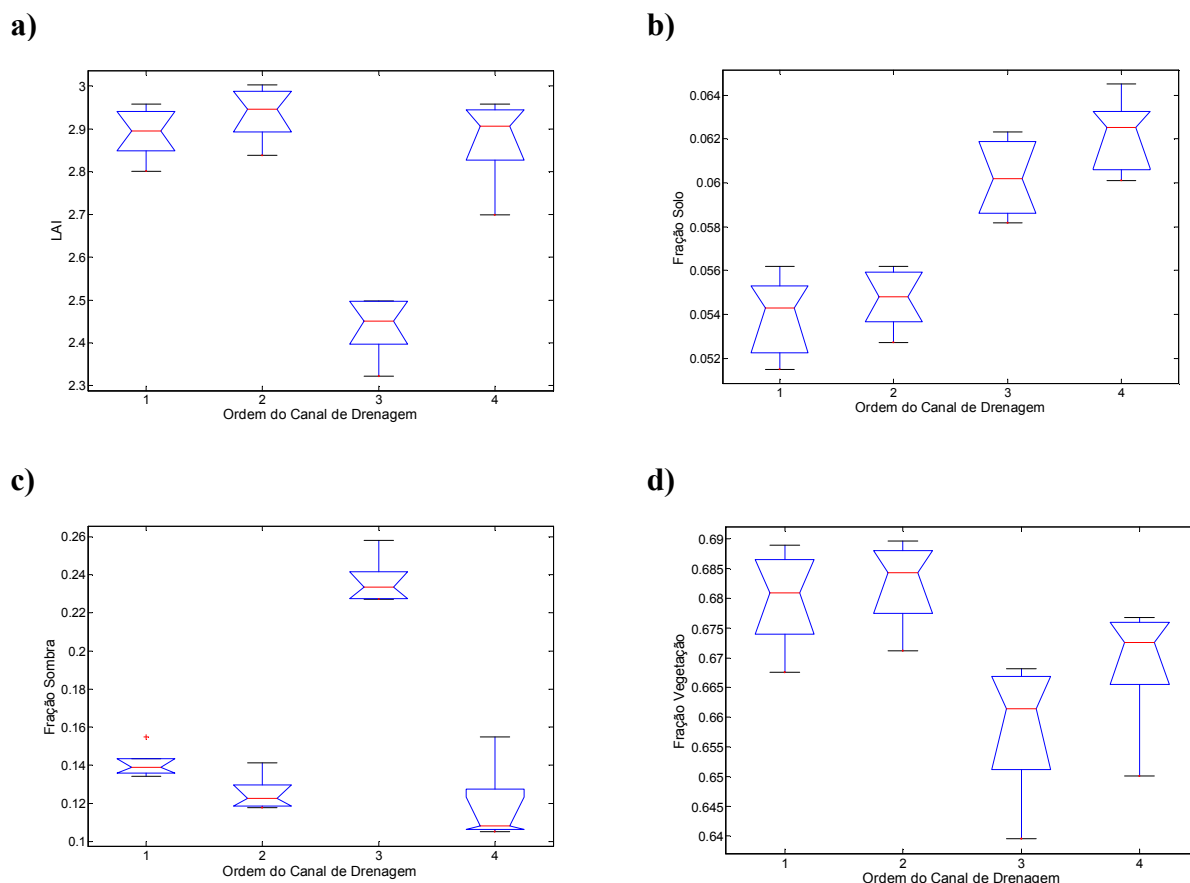 a)
3
2.9
2.8
2.7
2.6
2.5
2.4
2.3
LAI
1 2 3 4
Ordem do Canal de Drenagem
b)
0.064
0.062
0.06
0.058
0.056
0.054
0.052
Fração Solo
1 2 3 4
Ordem do Canal de Drenagem
c)
0.26
0.24
0.22
0.2
0.18
0.16
0.14
0.12
0.1
Fração Sombra
1 2 3 4
Ordem do Canal de Drenagem
d)
0.69
0.685
0.68
0.675
0.67
0.665
0.66
0.655
0.65
0.645
0.64
Fração Vegetação
1 2 3 4
Ordem do Canal de Drenagem